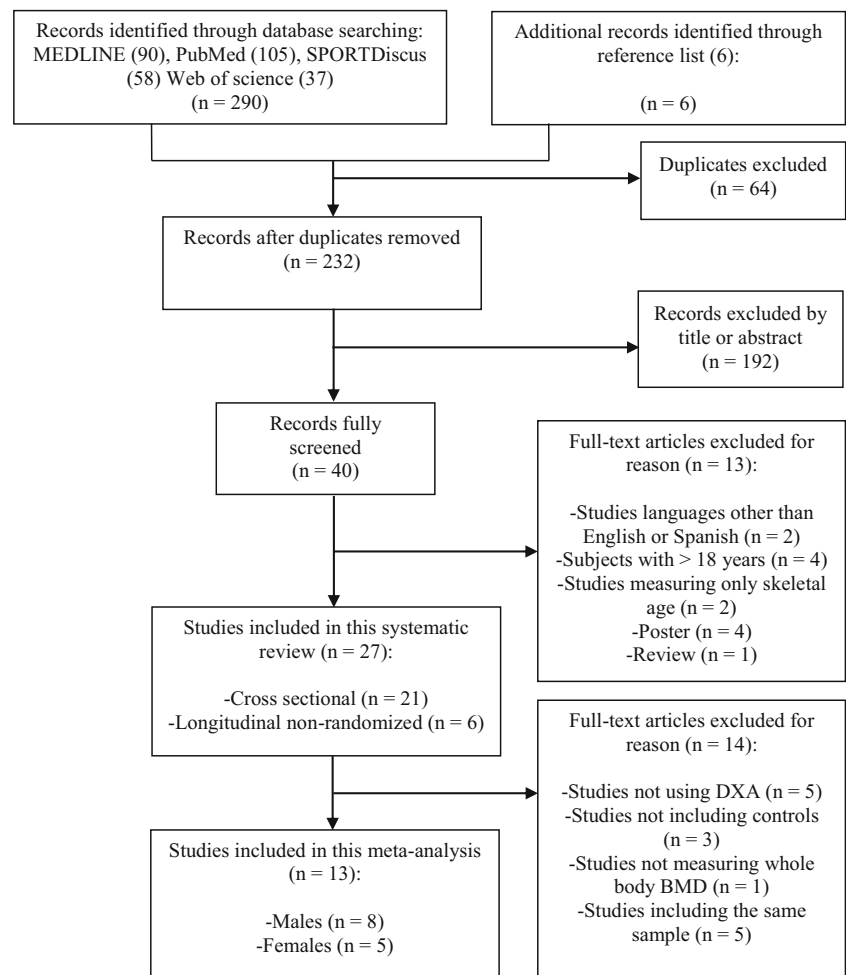 Records identified through database searching:
MEDLINE (90), PubMed (105), SPORTDiscus
(58) Web of science (37)
(n = 290)
Additional records identified through
reference list (6):
(n = 6)
Duplicates excluded
(n = 64)
Records after duplicates removed
(n = 232)
Records excluded by
title or abstract
(n = 192)
Records fully
screened
(n = 40)
Full-text articles excluded for
reason (n = 13):
-Studies languages other than
English or Spanish (n = 2)
-Subjects with > 18 years (n = 4)
-Studies measuring only skeletal
age (n = 2)
-Poster (n = 4)
-Review (n = 1)
Studies included in this systematic
review (n = 27):
-Cross sectional (n = 21)
-Longitudinal non-randomized (n = 6)
Full-text articles excluded for
reason (n = 14):
-Studies not using DXA (n = 5)
-Studies not including controls
(n = 3)
-Studies not measuring whole
body BMD (n = 1)
-Studies including the same
sample (n = 5)
Studies included in this meta-analysis
(n = 13):
-Males (n = 8)
-Females (n = 5)